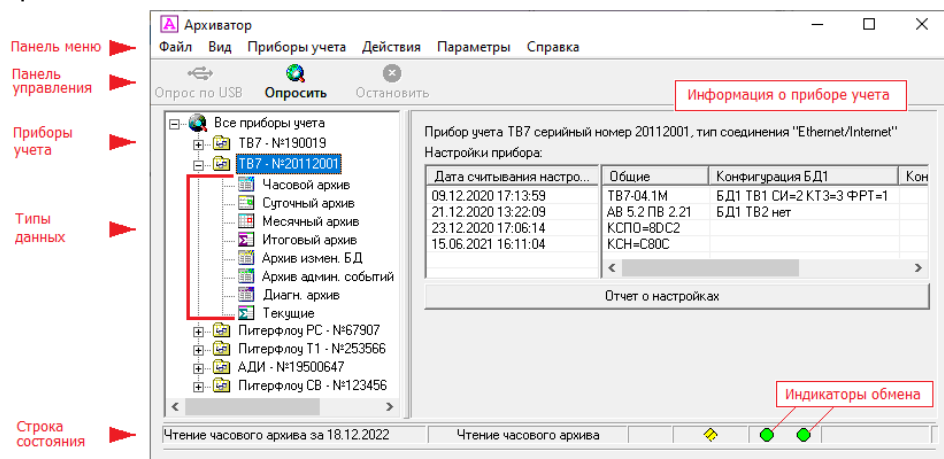 Архиватор
Панель меню
Файл Вид Приборы учета Действия Параметры Справка
Панель
управления
Опрос по USB Опросить Остановить
Информация о приборе учета
Приборы
учета
Все приборы учета
ТВ7 - №190019
ТВ7 - №20112001
Типы
данных
Часовой архив
Суточный архив
Месячный архив
Итоговый архив
Архив измен. БД
Архив админ. событий
Диагн. архив
Текущие
Питерфлоу РС - №67907
Питерфлоу Т1 - №253566
АДИ - №19500647
Питерфлоу СВ - №123456
Прибор учета ТВ7 серийный номер 20112001, тип соединения "Ethernet/Internet"
Настройки прибора:
Дата считывания настро... Общие Конфигурация БД1 Кон
09.12.2020 17:13:59 ТВ7-04.1М БД1 ТВ1 СИ=2 КТ3=3 ФРТ=1
21.12.2020 13:22:09 АВ 5.2 ПВ 2.21 БД1 ТВ2 нет
23.12.2020 17:06:14 КСПО=8DC2
15.06.2021 16:11:04 КСН=C80C
Отчет о настройках
Индикаторы обмена
Строка
состояния
Чтение часового архива за 18.12.2022 Чтение часового архива